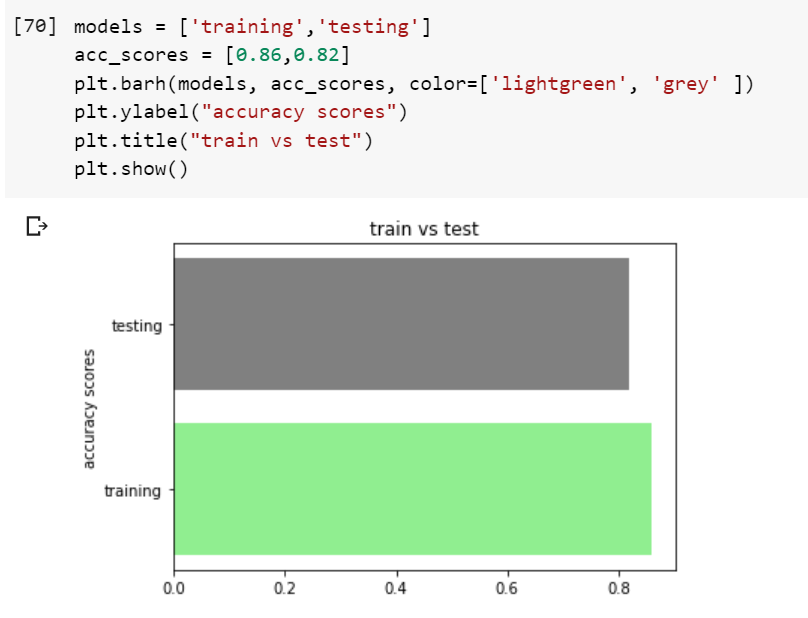 [70] models = ['training','testing']
acc_scores = [0.86,0.82]
plt.barh(models, acc_scores, color=['lightgreen', 'grey' ])
plt.ylabel("accuracy scores")
plt.title("train vs test")
plt.show()
train vs test
testing
accuracy scores
training
0.0 0.2 0.4 0.6 0.8